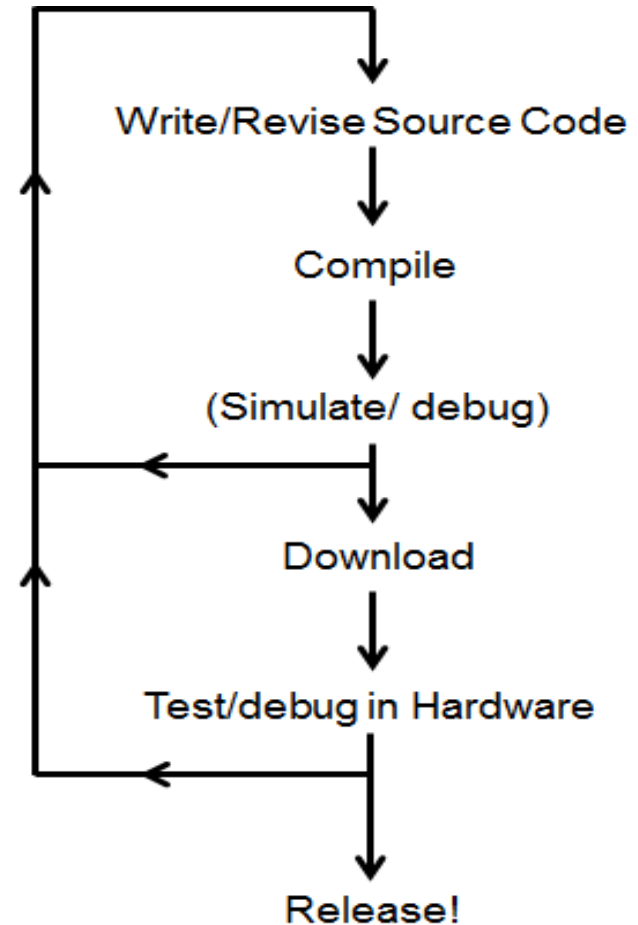 Write/Revise Source Code
Compile
(Simulate/ debug)
Download
Test/debug in Hardware
Release!